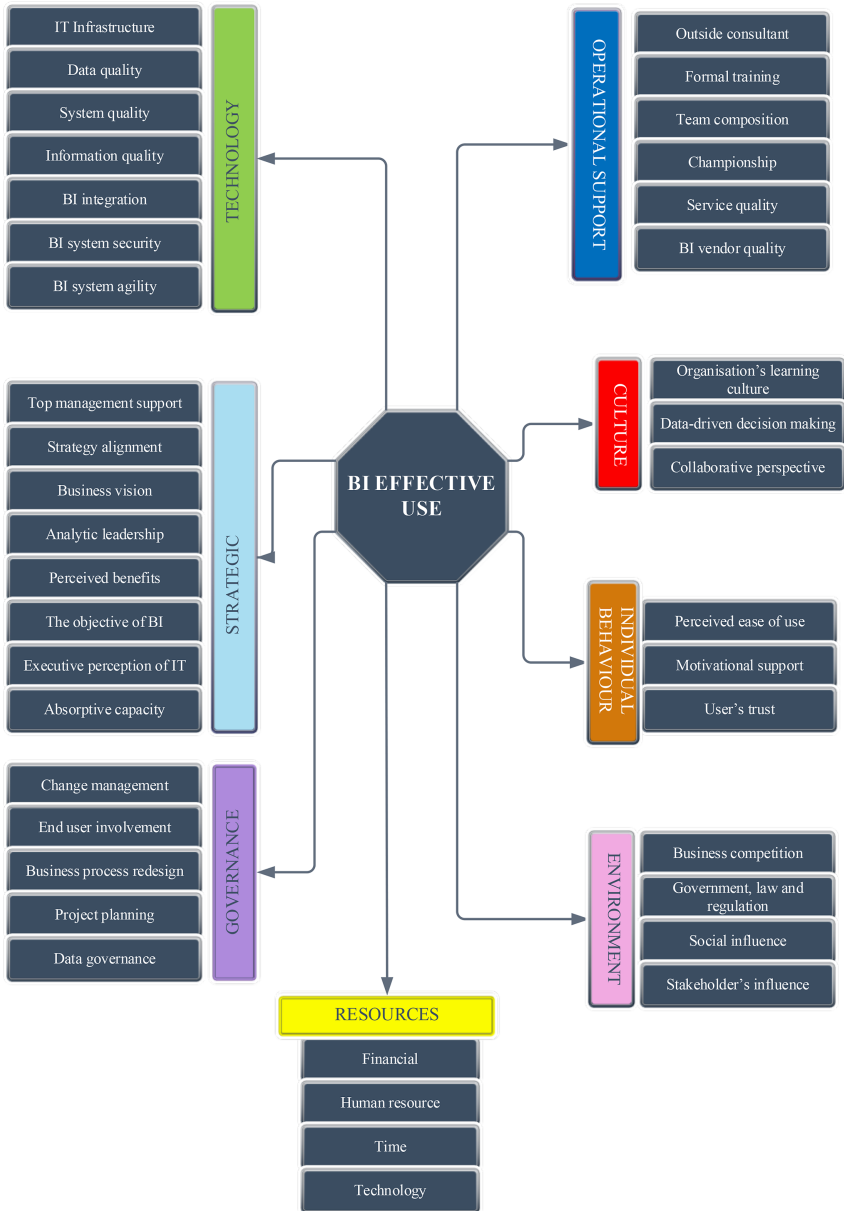 IT Infrastructure
Data quality
System quality
Information quality
BI integration
BI system security
BI system agility
TECHNOLOGY
OPERATIONAL SUPPORT
Outside consultant
Formal training
Team composition
Championship
Service quality
BI vendor quality
Top management support
Strategy alignment
Business vision
Analytic leadership
Perceived benefits
The objective of BI
Executive perception of IT
Absorptive capacity
STRATEGIC
BI EFFECTIVE
USE
CULTURE
Organisation’s learning
culture
Data-driven decision making
Collaborative perspective
INDIVIDUAL
BEHAVIOUR
Perceived ease of use
Motivational support
User’s trust
Change management
End user involvement
Business process redesign
Project planning
Data governance
GOVERNANCE
ENVIRONMENT
Business competition
Government, law and
regulation
Social influence
Stakeholder’s influence
RESOURCES
Financial
Human resource
Time
Technology